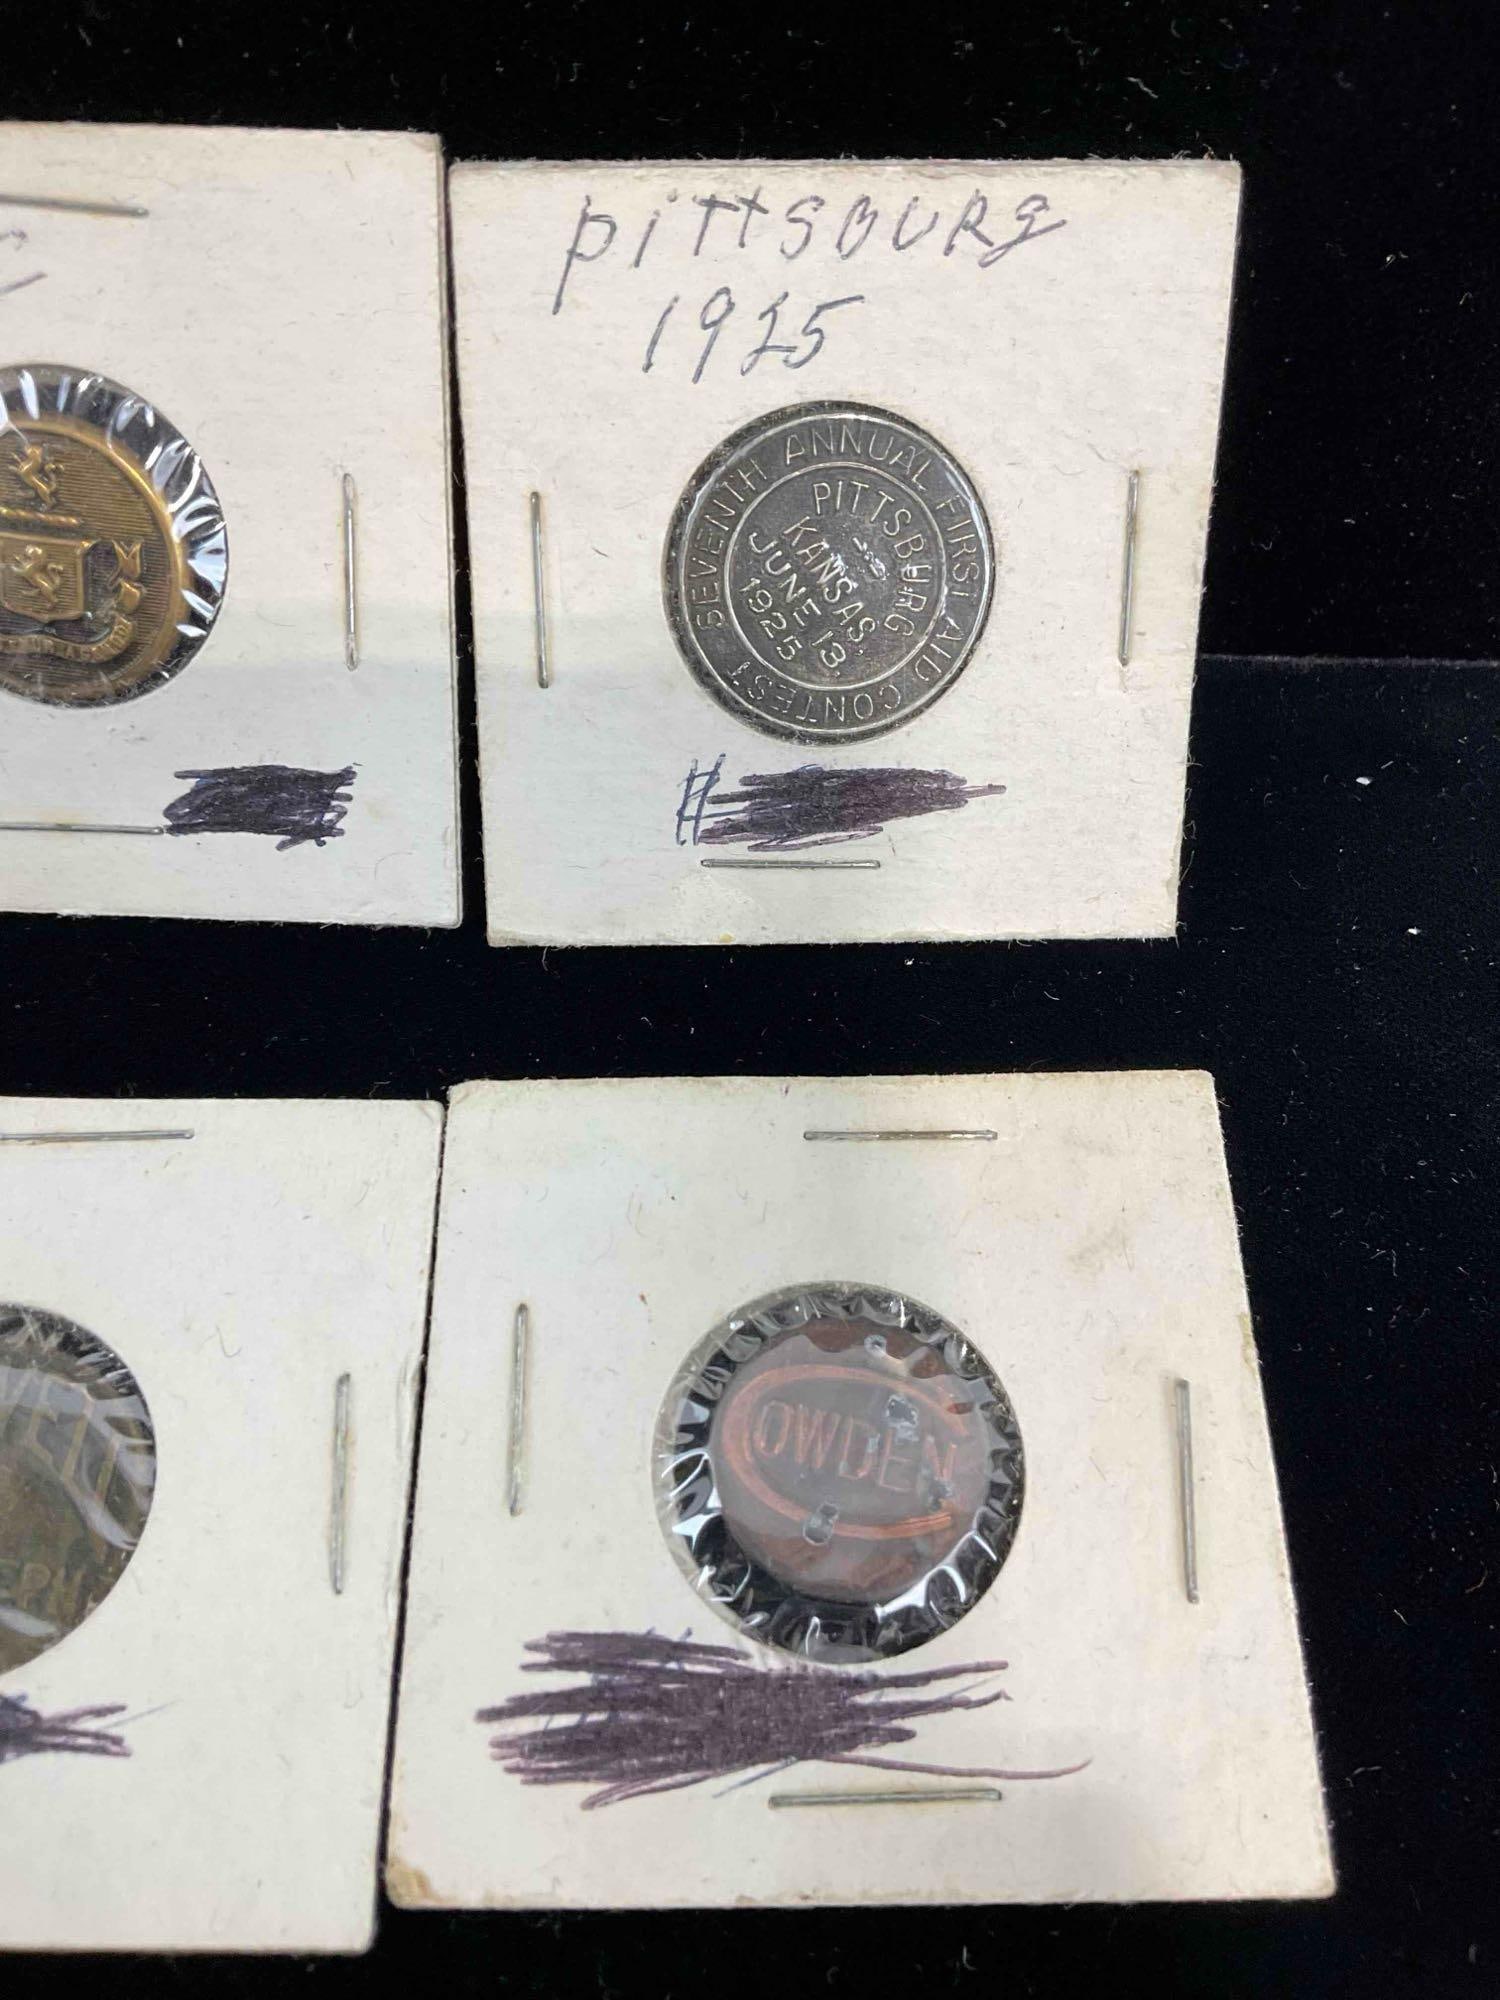 Pittsburg
1925
SEVENTH ANNUAL FIRST AID CONTEST
PITTSBURG
KANSAS,
JUNE 13,
1925
#
OWDEN